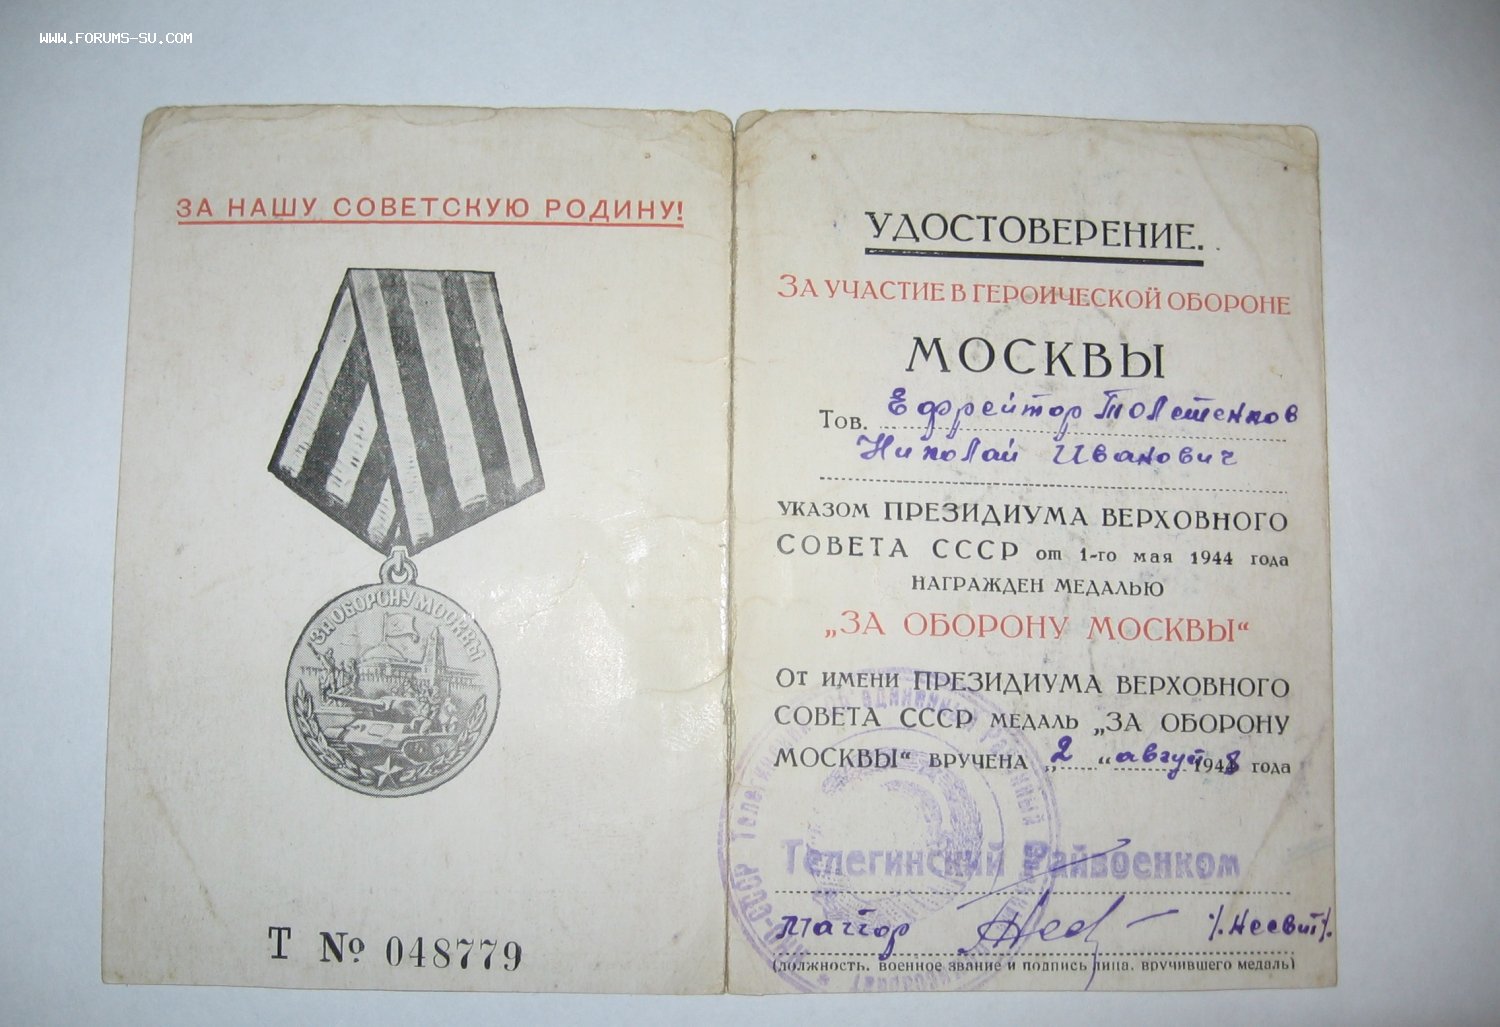 WWW.FORUMS-SU.COM
ЗА НАШУ СОВЕТСКУЮ РОДИНУ!
ЗА ОБОРОНУ МОСКВЫ
Т № 048779
УДОСТОВЕРЕНИЕ.
ЗА УЧАСТИЕ В ГЕРОИЧЕСКОЙ ОБОРОНЕ
МОСКВЫ
Тов. Ефрейтор Толстенков
Николай Иванович
УКАЗОМ ПРЕЗИДИУМА ВЕРХОВНОГО
СОВЕТА СССР от 1-го мая 1944 года
НАГРАЖДЕН МЕДАЛЬЮ
„ЗА ОБОРОНУ МОСКВЫ“
От имени ПРЕЗИДИУМА ВЕРХОВНОГО
СОВЕТА СССР МЕДАЛЬ „ЗА ОБОРОНУ
МОСКВЫ“ ВРУЧЕНА „2“ август 1948 года
Телегинский Райвоенком
Майор /Несвит/.
(должность, военное звание и подпись лица, вручившего медаль)